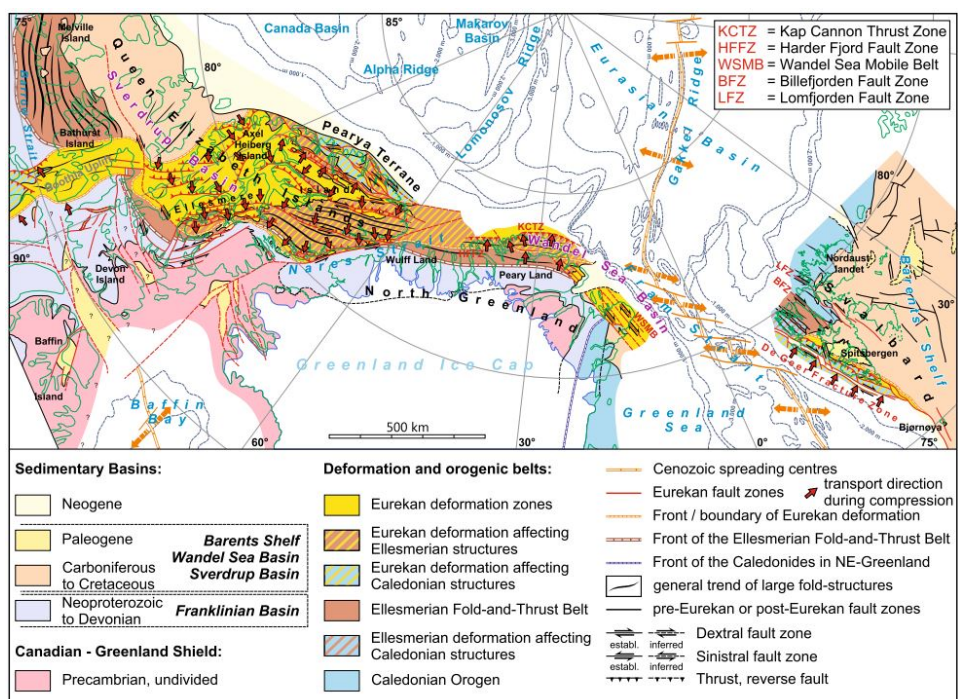 Melville
Island
Canada Basin
85°
Makarov
Basin
Alpha Ridge
80°
Lomonosov Ridge
Eurasian Basin
Gakkel Ridge
KCTZ = Kap Cannon Thrust Zone
HFFZ = Harder Fjord Fault Zone
WSMB = Wandel Sea Mobile Belt
BFZ = Billefjorden Fault Zone
LFZ = Lomfjorden Fault Zone
Queen Elizabeth Islands
Sverdrup Basin
Pearya Terrane
Bathurst
Island
Boothia Uplift
Axel
Heiberg
Island
Ellesmere Island
90°
Devon
Island
Nares Strait
Wulff Land
KCTZ
Peary Land
Wandel Sea Basin
WSMB
North Greenland
Fram Strait
80°
LFZ
BFZ
Nordaust-
landet
Svalbard
Barents Shelf
30°
Spitsbergen
De Geer Fracture Zone
Bjørnøya
Baffin
Island
Greenland Ice Cap
Baffin
Bay
60°
500 km
30°
Greenland
Sea
0°
75°
Sedimentary Basins:
Neogene
Paleogene
Carboniferous
to Cretaceous
Barents Shelf
Wandel Sea Basin
Sverdrup Basin
Neoproterozoic
to Devonian
Franklinian Basin
Canadian - Greenland Shield:
Precambrian, undivided
Deformation and orogenic belts:
Eurekan deformation zones
Eurekan deformation affecting
Ellesmerian structures
Eurekan deformation affecting
Caledonian structures
Ellesmerian Fold-and-Thrust Belt
Ellesmerian deformation affecting
Caledonian structures
Caledonian Orogen
Cenozoic spreading centres
Eurekan fault zones
transport direction
during compression
Front / boundary of Eurekan deformation
Front of the Ellesmerian Fold-and-Thrust Belt
Front of the Caledonides in NE-Greenland
general trend of large fold-structures
pre-Eurekan or post-Eurekan fault zones
establ. inferred Dextral fault zone
establ. inferred Sinistral fault zone
Thrust, reverse fault